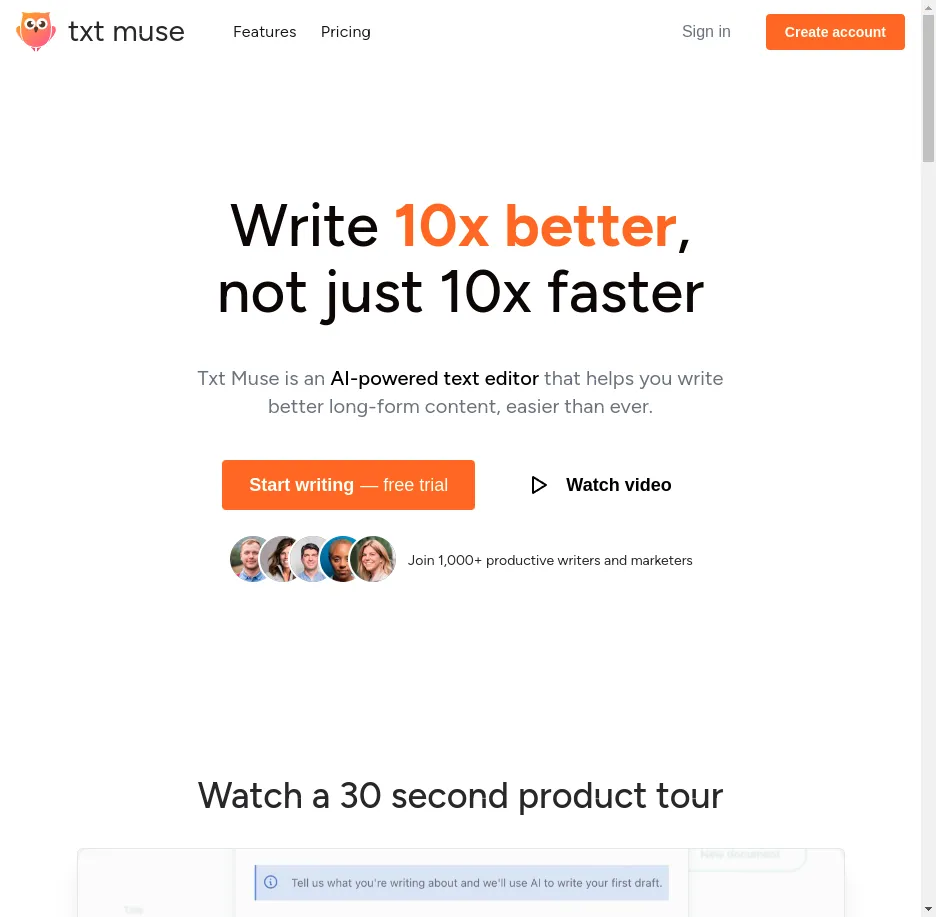 txt muse
Features
Pricing
Sign in
Create account
Write 10x better,
not just 10x faster
Txt Muse is an AI-powered text editor that helps you write
better long-form content, easier than ever.
Start writing — free trial
Watch video
Join 1,000+ productive writers and marketers
Watch a 30 second product tour
New document
Tell us what you're writing about and we'll use AI to write your first draft.